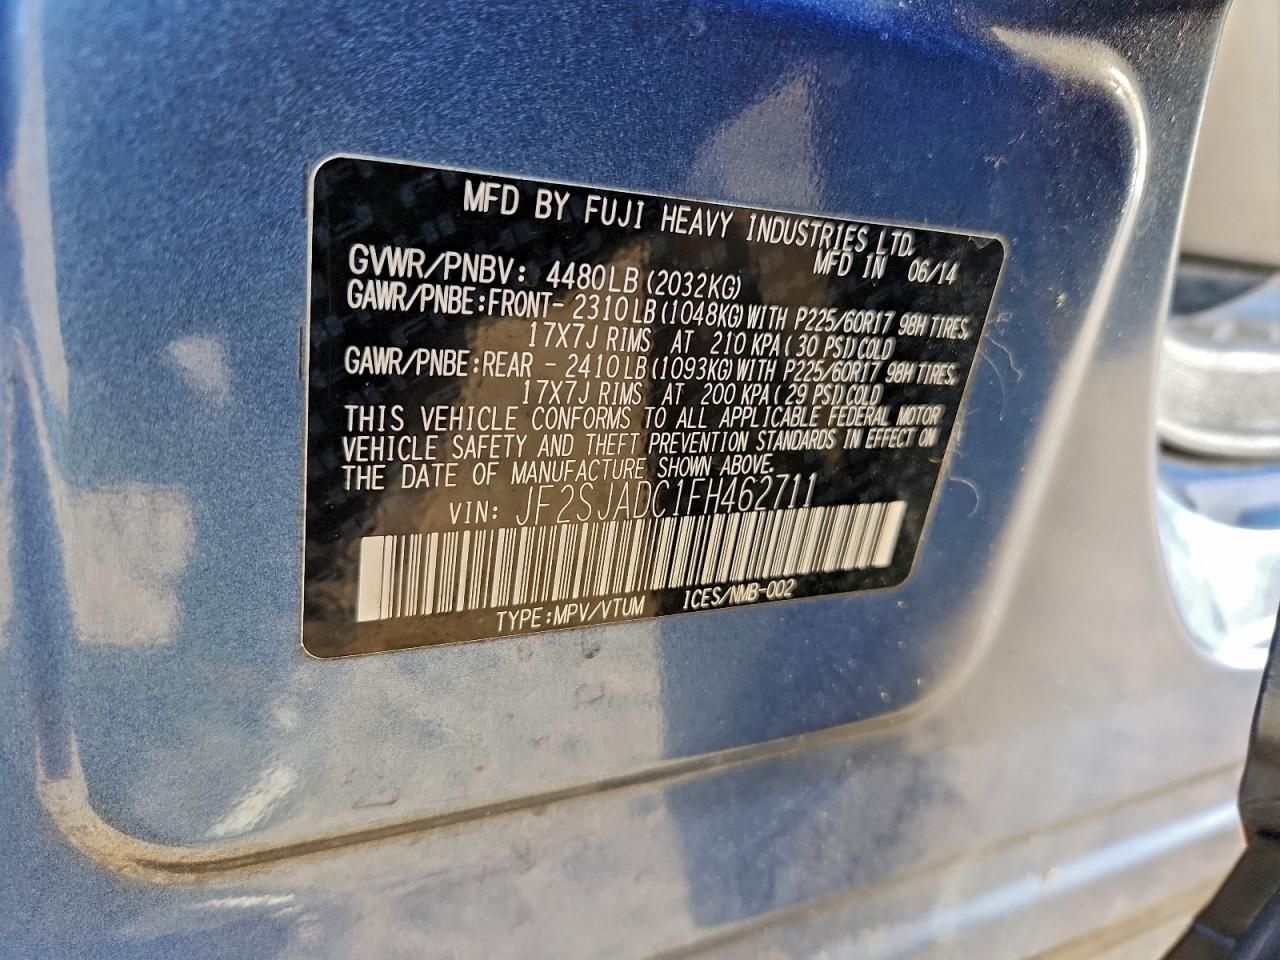 MFD BY FUJI HEAVY INDUSTRIES LTD.
MFD IN 06/14
GVWR/PNBV: 4480LB (2032KG)
GAWR/PNBE:FRONT- 2310LB (1048KG) WITH P225/60R17 98H TIRES,
17X7J RIMS AT 210 KPA (30 PSI) COLD
GAWR/PNBE:REAR - 2410LB (1093KG) WITH P225/60R17 98H TIRES,
17X7J RIMS AT 200 KPA (29 PSI) COLD
THIS VEHICLE CONFORMS TO ALL APPLICABLE FEDERAL MOTOR
VEHICLE SAFETY AND THEFT PREVENTION STANDARDS IN EFFECT ON
THE DATE OF MANUFACTURE SHOWN ABOVE.
VIN: JF2SJADC1FH462711
TYPE:MPV/VTUM ICES/NMB-002